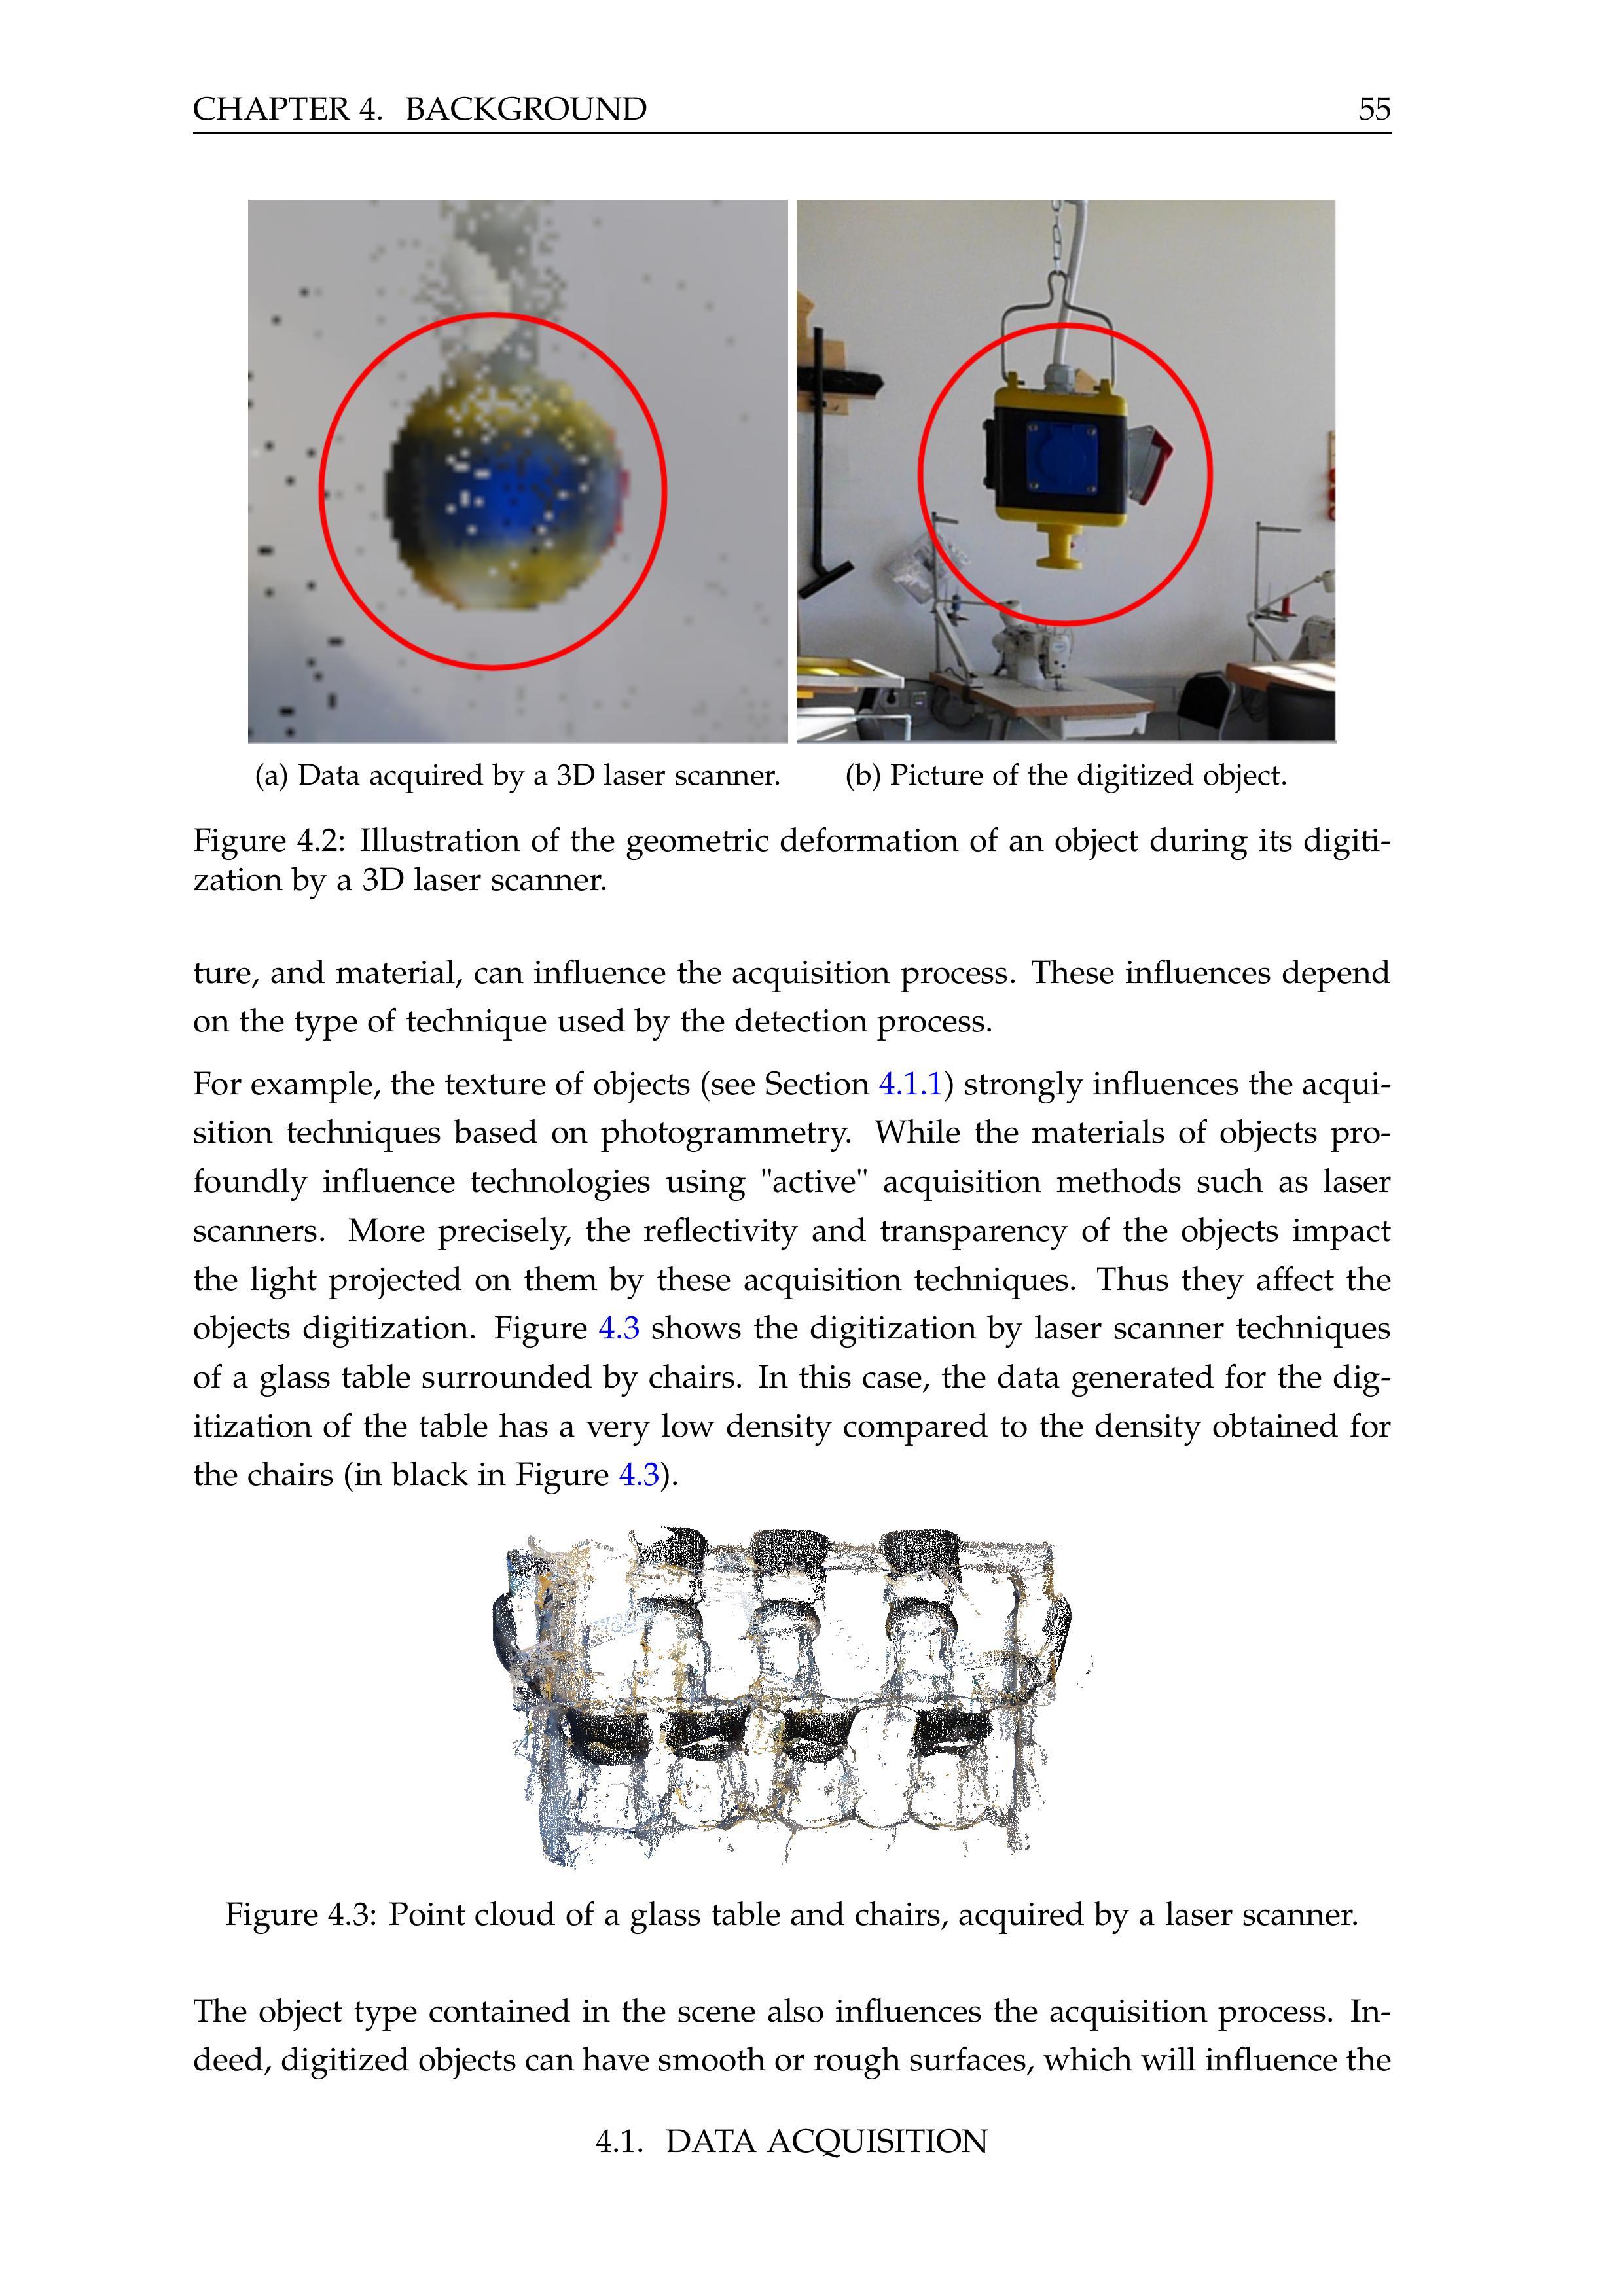 CHAPTER 4. BACKGROUND 55
(a) Data acquired by a 3D laser scanner. (b) Picture of the digitized object.
Figure 4.2: Illustration of the geometric deformation of an object during its digiti-
zation by a 3D laser scanner.
ture, and material, can influence the acquisition process. These influences depend
on the type of technique used by the detection process.
For example, the texture of objects (see Section 4.1.1) strongly influences the acqui-
sition techniques based on photogrammetry. While the materials of objects pro-
foundly influence technologies using "active" acquisition methods such as laser
scanners. More precisely, the reflectivity and transparency of the objects impact
the light projected on them by these acquisition techniques. Thus they affect the
objects digitization. Figure 4.3 shows the digitization by laser scanner techniques
of a glass table surrounded by chairs. In this case, the data generated for the dig-
itization of the table has a very low density compared to the density obtained for
the chairs (in black in Figure 4.3).
Figure 4.3: Point cloud of a glass table and chairs, acquired by a laser scanner.
The object type contained in the scene also influences the acquisition process. In-
deed, digitized objects can have smooth or rough surfaces, which will influence the
4.1. DATA ACQUISITION